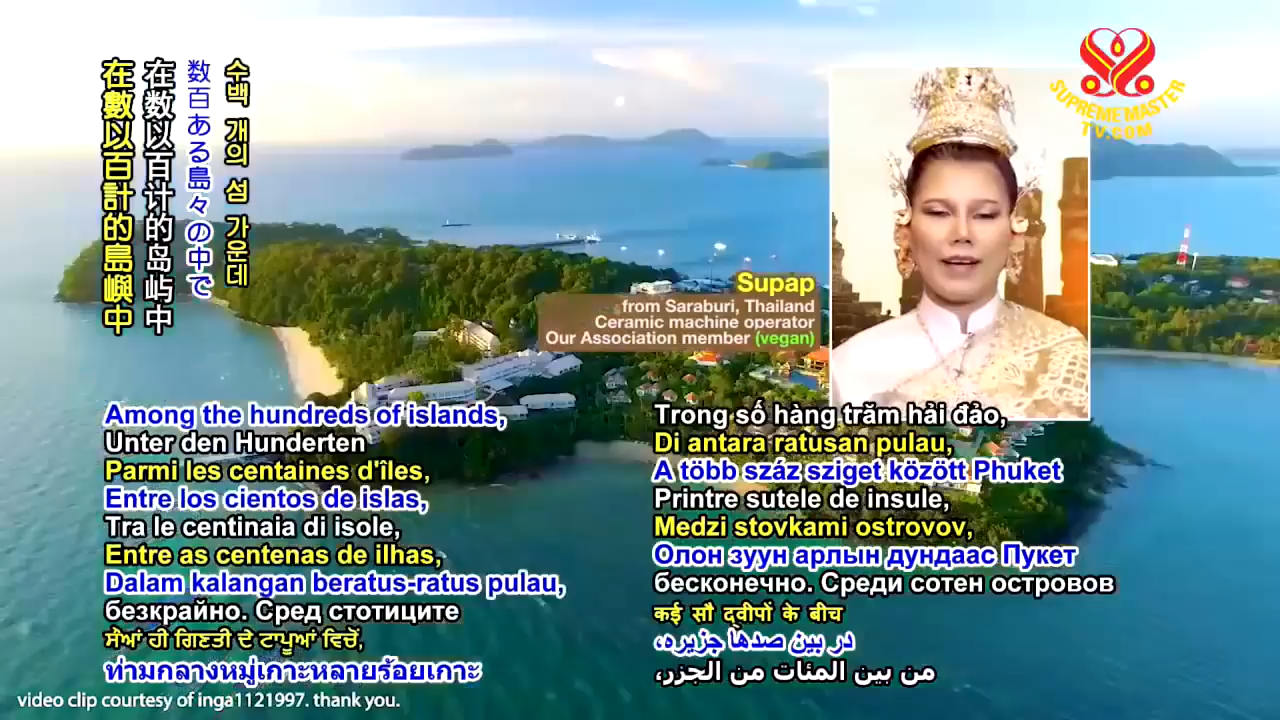 在數以百計的島嶼中
在数以百计的岛屿中
数百ある島々の中で
수백 개의 섬 가운데
SUPREME MASTER
TV.COM
Supap
from Saraburi, Thailand
Ceramic machine operator
Our Association member (vegan)
Among the hundreds of islands,
Unter den Hunderten
Parmi les centaines d'îles,
Entre los cientos de islas,
Tra le centinaia di isole,
Entre as centenas de ilhas,
Dalam kalangan beratus-ratus pulau,
безкрайно. Сред стотиците
ਸੈਂਆਂ ਹੀ ਗਿਣਤੀ ਦੇ ਟਾਪੂਆਂ ਵਿਚੋਂ,
ท่ามกลางหมู่เกาะหลายร้อยเกาะ
Trong số hàng trăm hải đảo,
Di antara ratusan pulau,
A több száz sziget között Phuket
Printre sutele de insule,
Medzi stovkami ostrovov,
Олон зуун арлын дундаас Пукет
бесконечно. Среди сотен островов
कई सौ द्वीपों के बीच
در بین صدها جزیره،
من بين المئات من الجزر،
video clip courtesy of inga1121997. thank you.